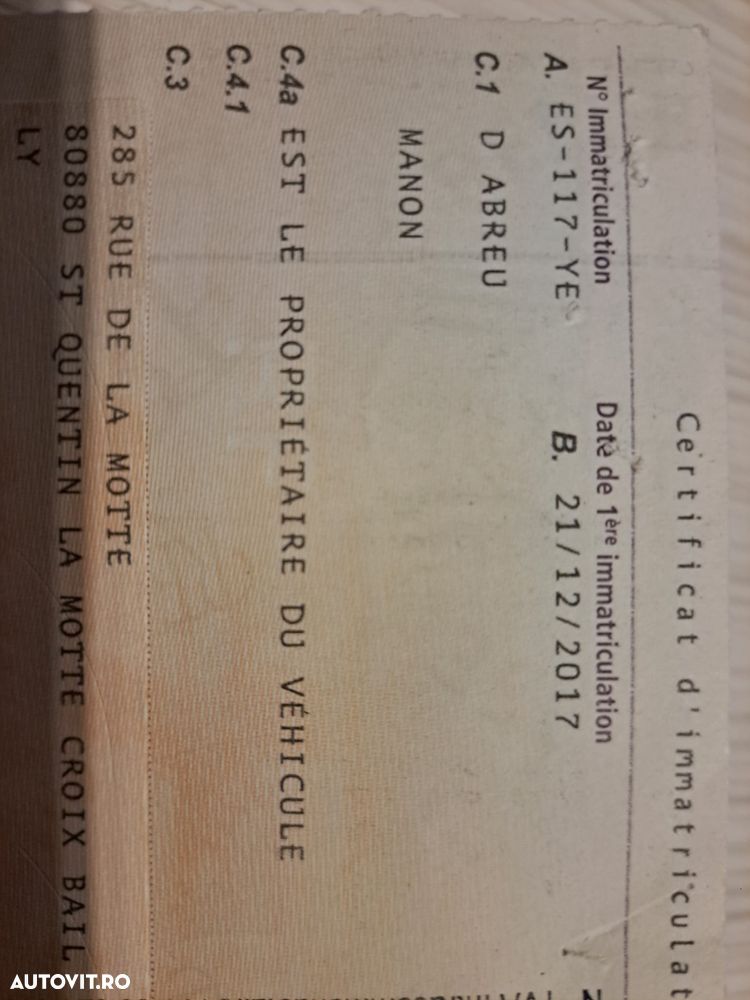 Certificat d'immatriculat
N° Immatriculation Date de 1ère immatriculation
A. ES-117-YE B. 21/12/2017
C.1 D ABREU
MANON
C.4a EST LE PROPRIÉTAIRE DU VÉHICULE
C.4.1
C.3
285 RUE DE LA MOTTE
80880 ST QUENTIN LA MOTTE CROIX BAIL
LY
AUTOVIT.RO